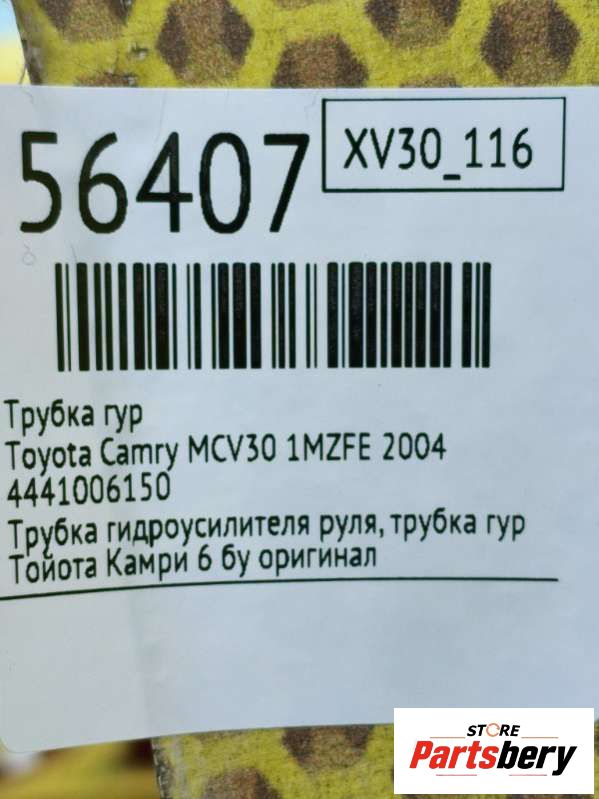 56407
XV30_116
Трубка гур
Toyota Camry MCV30 1MZFE 2004
4441006150
Трубка гидроусилителя руля, трубка гур
Тойота Камри 6 бу оригинал
STORE
Partsbery